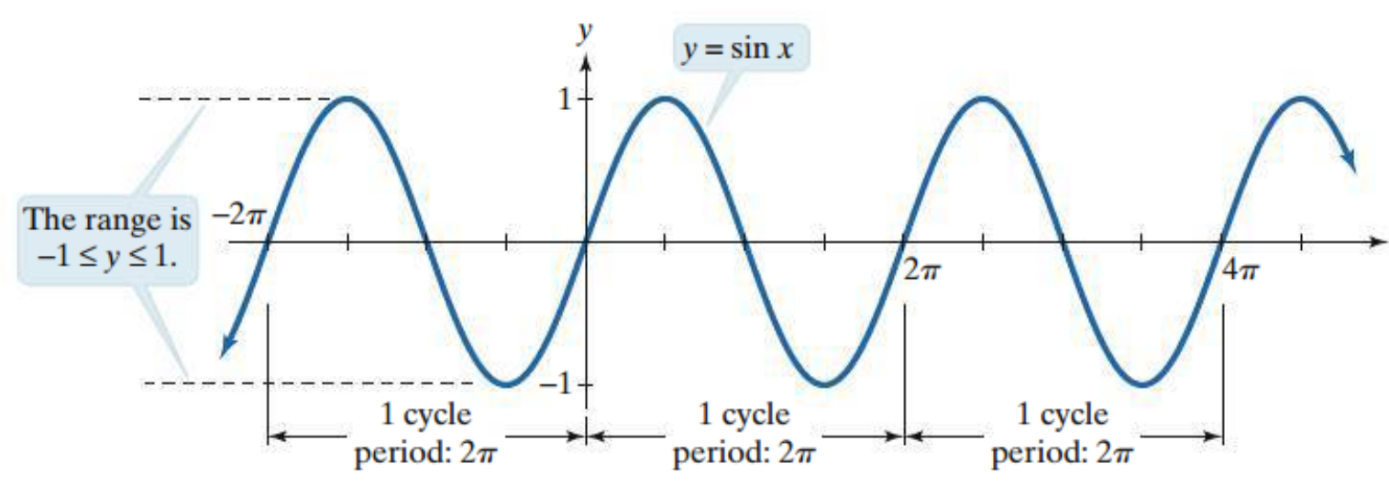 y
y = sin x
1
The range is
−1 ≤ y ≤ 1.
−2π
2π
4π
−1
1 cycle
period: 2π
1 cycle
period: 2π
1 cycle
period: 2π